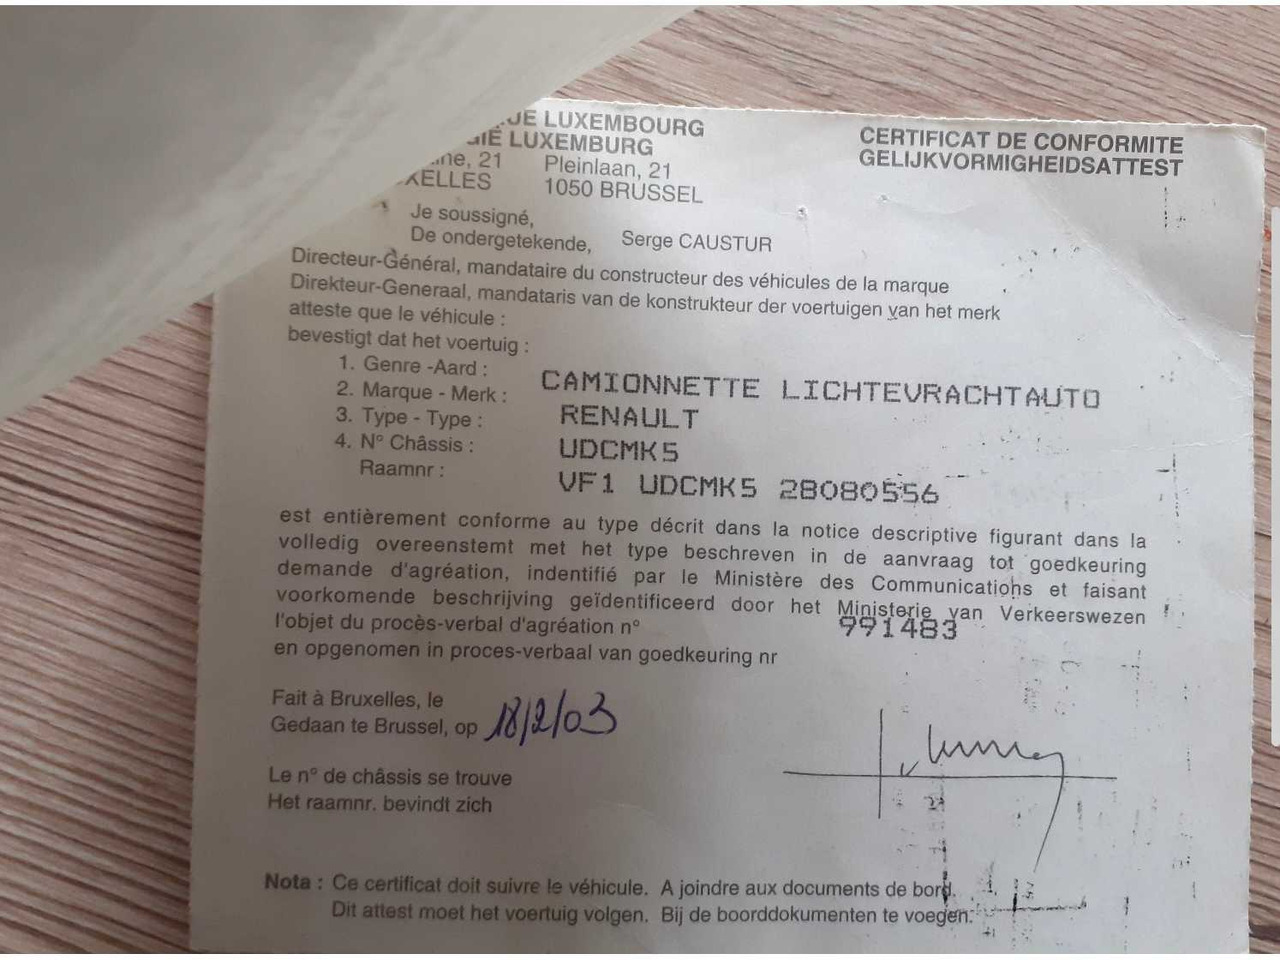 LUXEMBOURG
LUXEMBURG
21 Pleinlaan, 21
1050 BRUSSEL
CERTIFICAT DE CONFORMITE
GELIJKVORMIGHEIDSATTEST
Je soussigné,
De ondergetekende, Serge CAUSTUR
Directeur-Général, mandataire du constructeur des véhicules de la marque
Direkteur-Generaal, mandataris van de konstrukteur der voertuigen van het merk
atteste que le véhicule :
bevestigt dat het voertuig :
1. Genre -Aard : CAMIONNETTE LICHTEVRACHTAUTO
2. Marque - Merk : RENAULT
3. Type - Type : UDCMK5
4. N° Châssis : VF1 UDCMK5 28080556
Raamnr :
est entièrement conforme au type décrit dans la notice descriptive figurant dans la
volledig overeenstemt met het type beschreven in de aanvraag tot goedkeuring
demande d'agréation, indentifié par le Ministère des Communications et faisant
voorkomende beschrijving geïdentificeerd door het Ministerie van Verkeerswezen
l'objet du procès-verbal d'agréation n° 991483
en opgenomen in proces-verbaal van goedkeuring nr
Fait à Bruxelles, le
Gedaan te Brussel, op 18/2/03
Le n° de châssis se trouve
Het raamnr. bevindt zich
Nota : Ce certificat doit suivre le véhicule. A joindre aux documents de bord.
Dit attest moet het voertuig volgen. Bij de boorddokumenten te voegen.